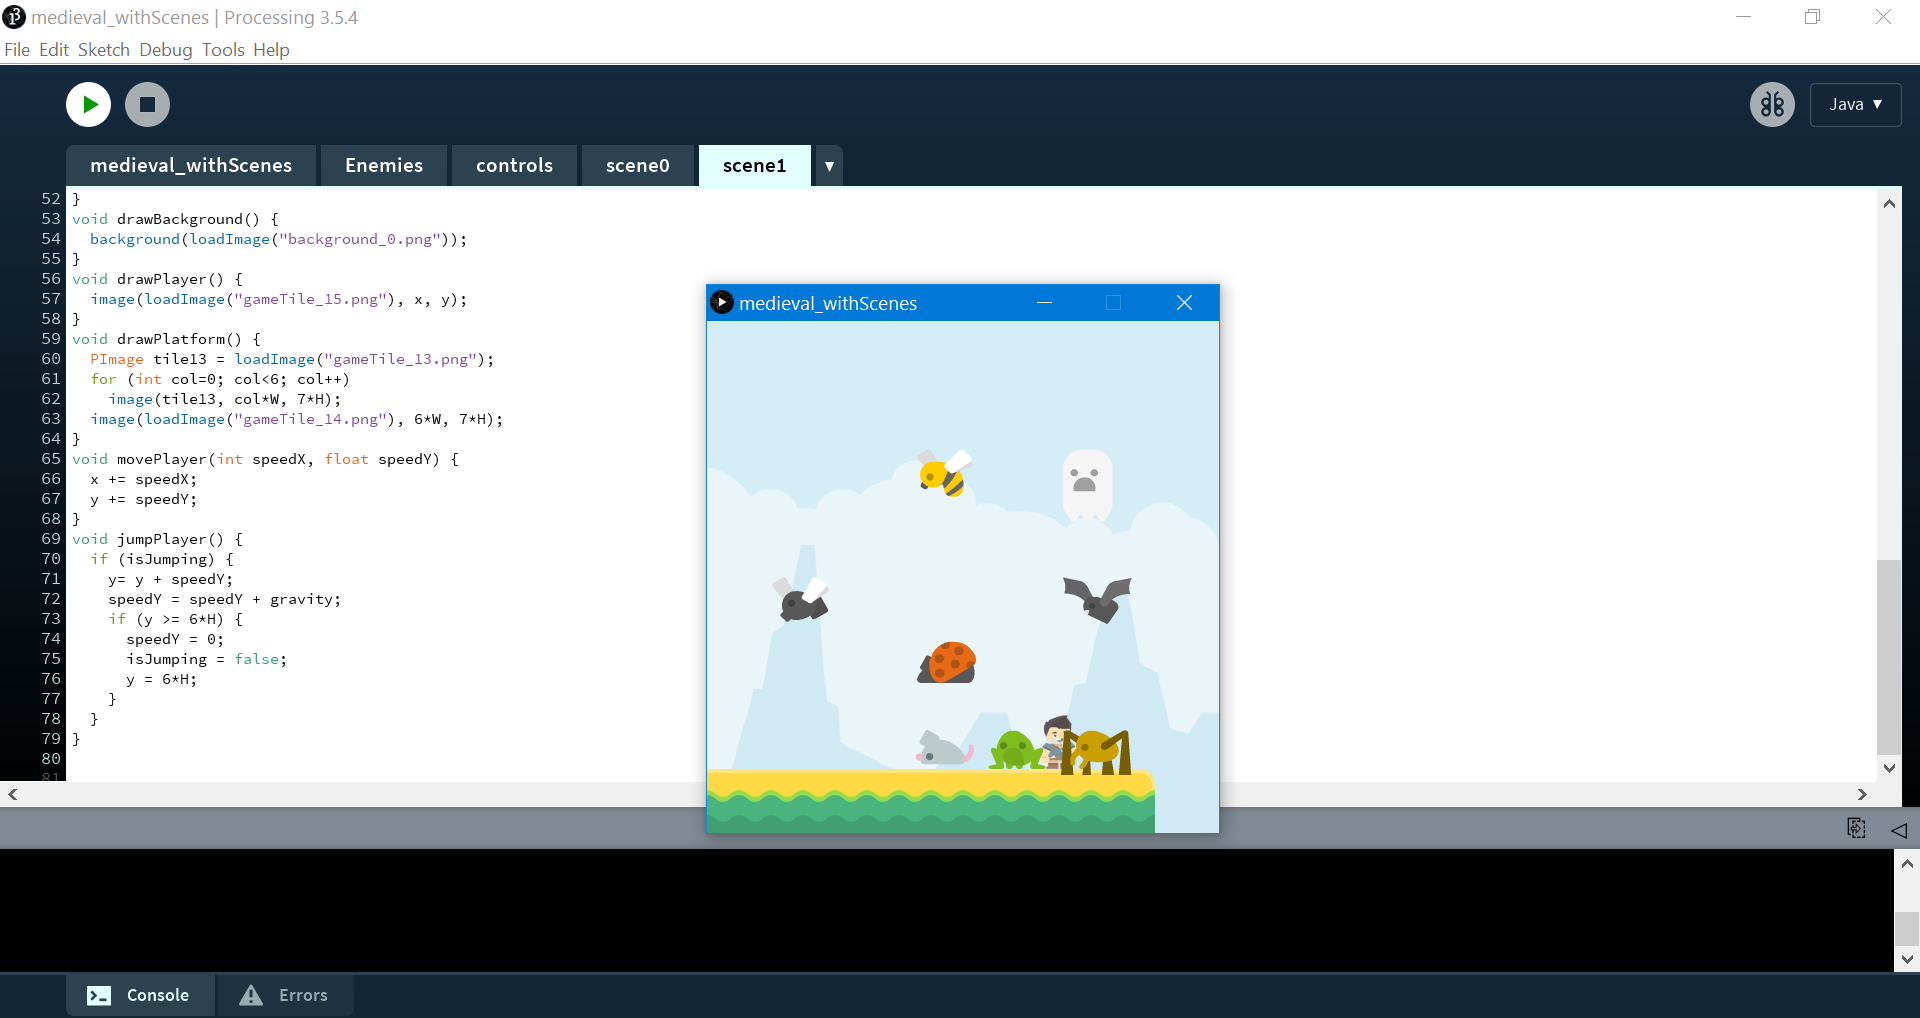 medieval_withScenes | Processing 3.5.4
File Edit Sketch Debug Tools Help
Java ▼
medieval_withScenes Enemies controls scene0 scene1 ▼
52 }
53 void drawBackground() {
54   background(loadImage("background_0.png"));
55 }
56 void drawPlayer() {
57   image(loadImage("gameTile_15.png"), x, y);
58 }
59 void drawPlatform() {
60   PImage tile13 = loadImage("gameTile_13.png");
61   for (int col=0; col<6; col++)
62     image(tile13, col*W, 7*H);
63   image(loadImage("gameTile_14.png"), 6*W, 7*H);
64 }
65 void movePlayer(int speedX, float speedY) {
66   x += speedX;
67   y += speedY;
68 }
69 void jumpPlayer() {
70   if (isJumping) {
71     y= y + speedY;
72     speedY = speedY + gravity;
73     if (y >= 6*H) {
74       speedY = 0;
75       isJumping = false;
76       y = 6*H;
77     }
78   }
79 }
80
81
medieval_withScenes
Console Errors